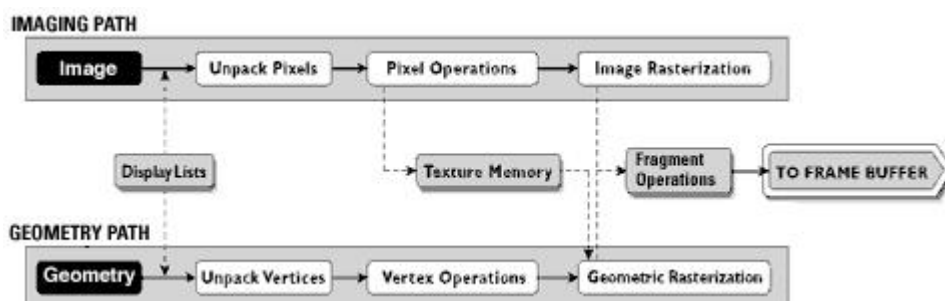 IMAGING PATH
Image
Unpack Pixels
Pixel Operations
Image Rasterization
Display Lists
Texture Memory
Fragment
Operations
TO FRAME BUFFER
GEOMETRY PATH
Geometry
Unpack Vertices
Vertex Operations
Geometric Rasterization